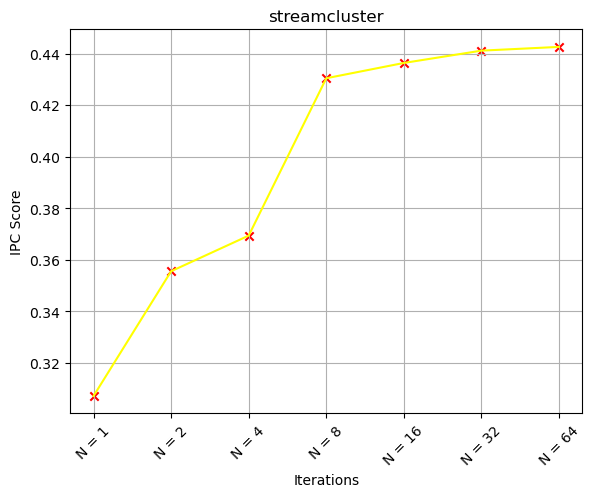 streamcluster
IPC Score
0.44
0.42
0.40
0.38
0.36
0.34
0.32
N = 1
N = 2
N = 4
N = 8
N = 16
N = 32
N = 64
Iterations